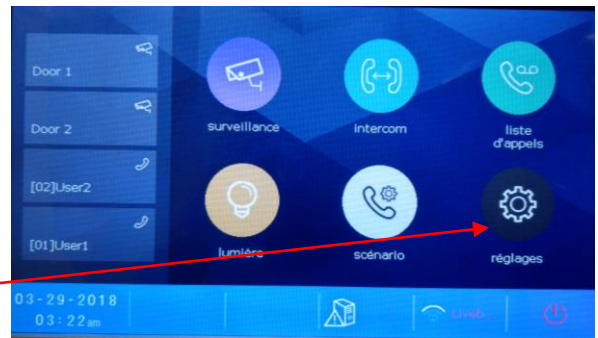 Door 1
Door 2
[02]User2
[01]User1
surveillance
intercom
liste
d'appels
lumière
scénario
réglages
03-29-2018
03:22am